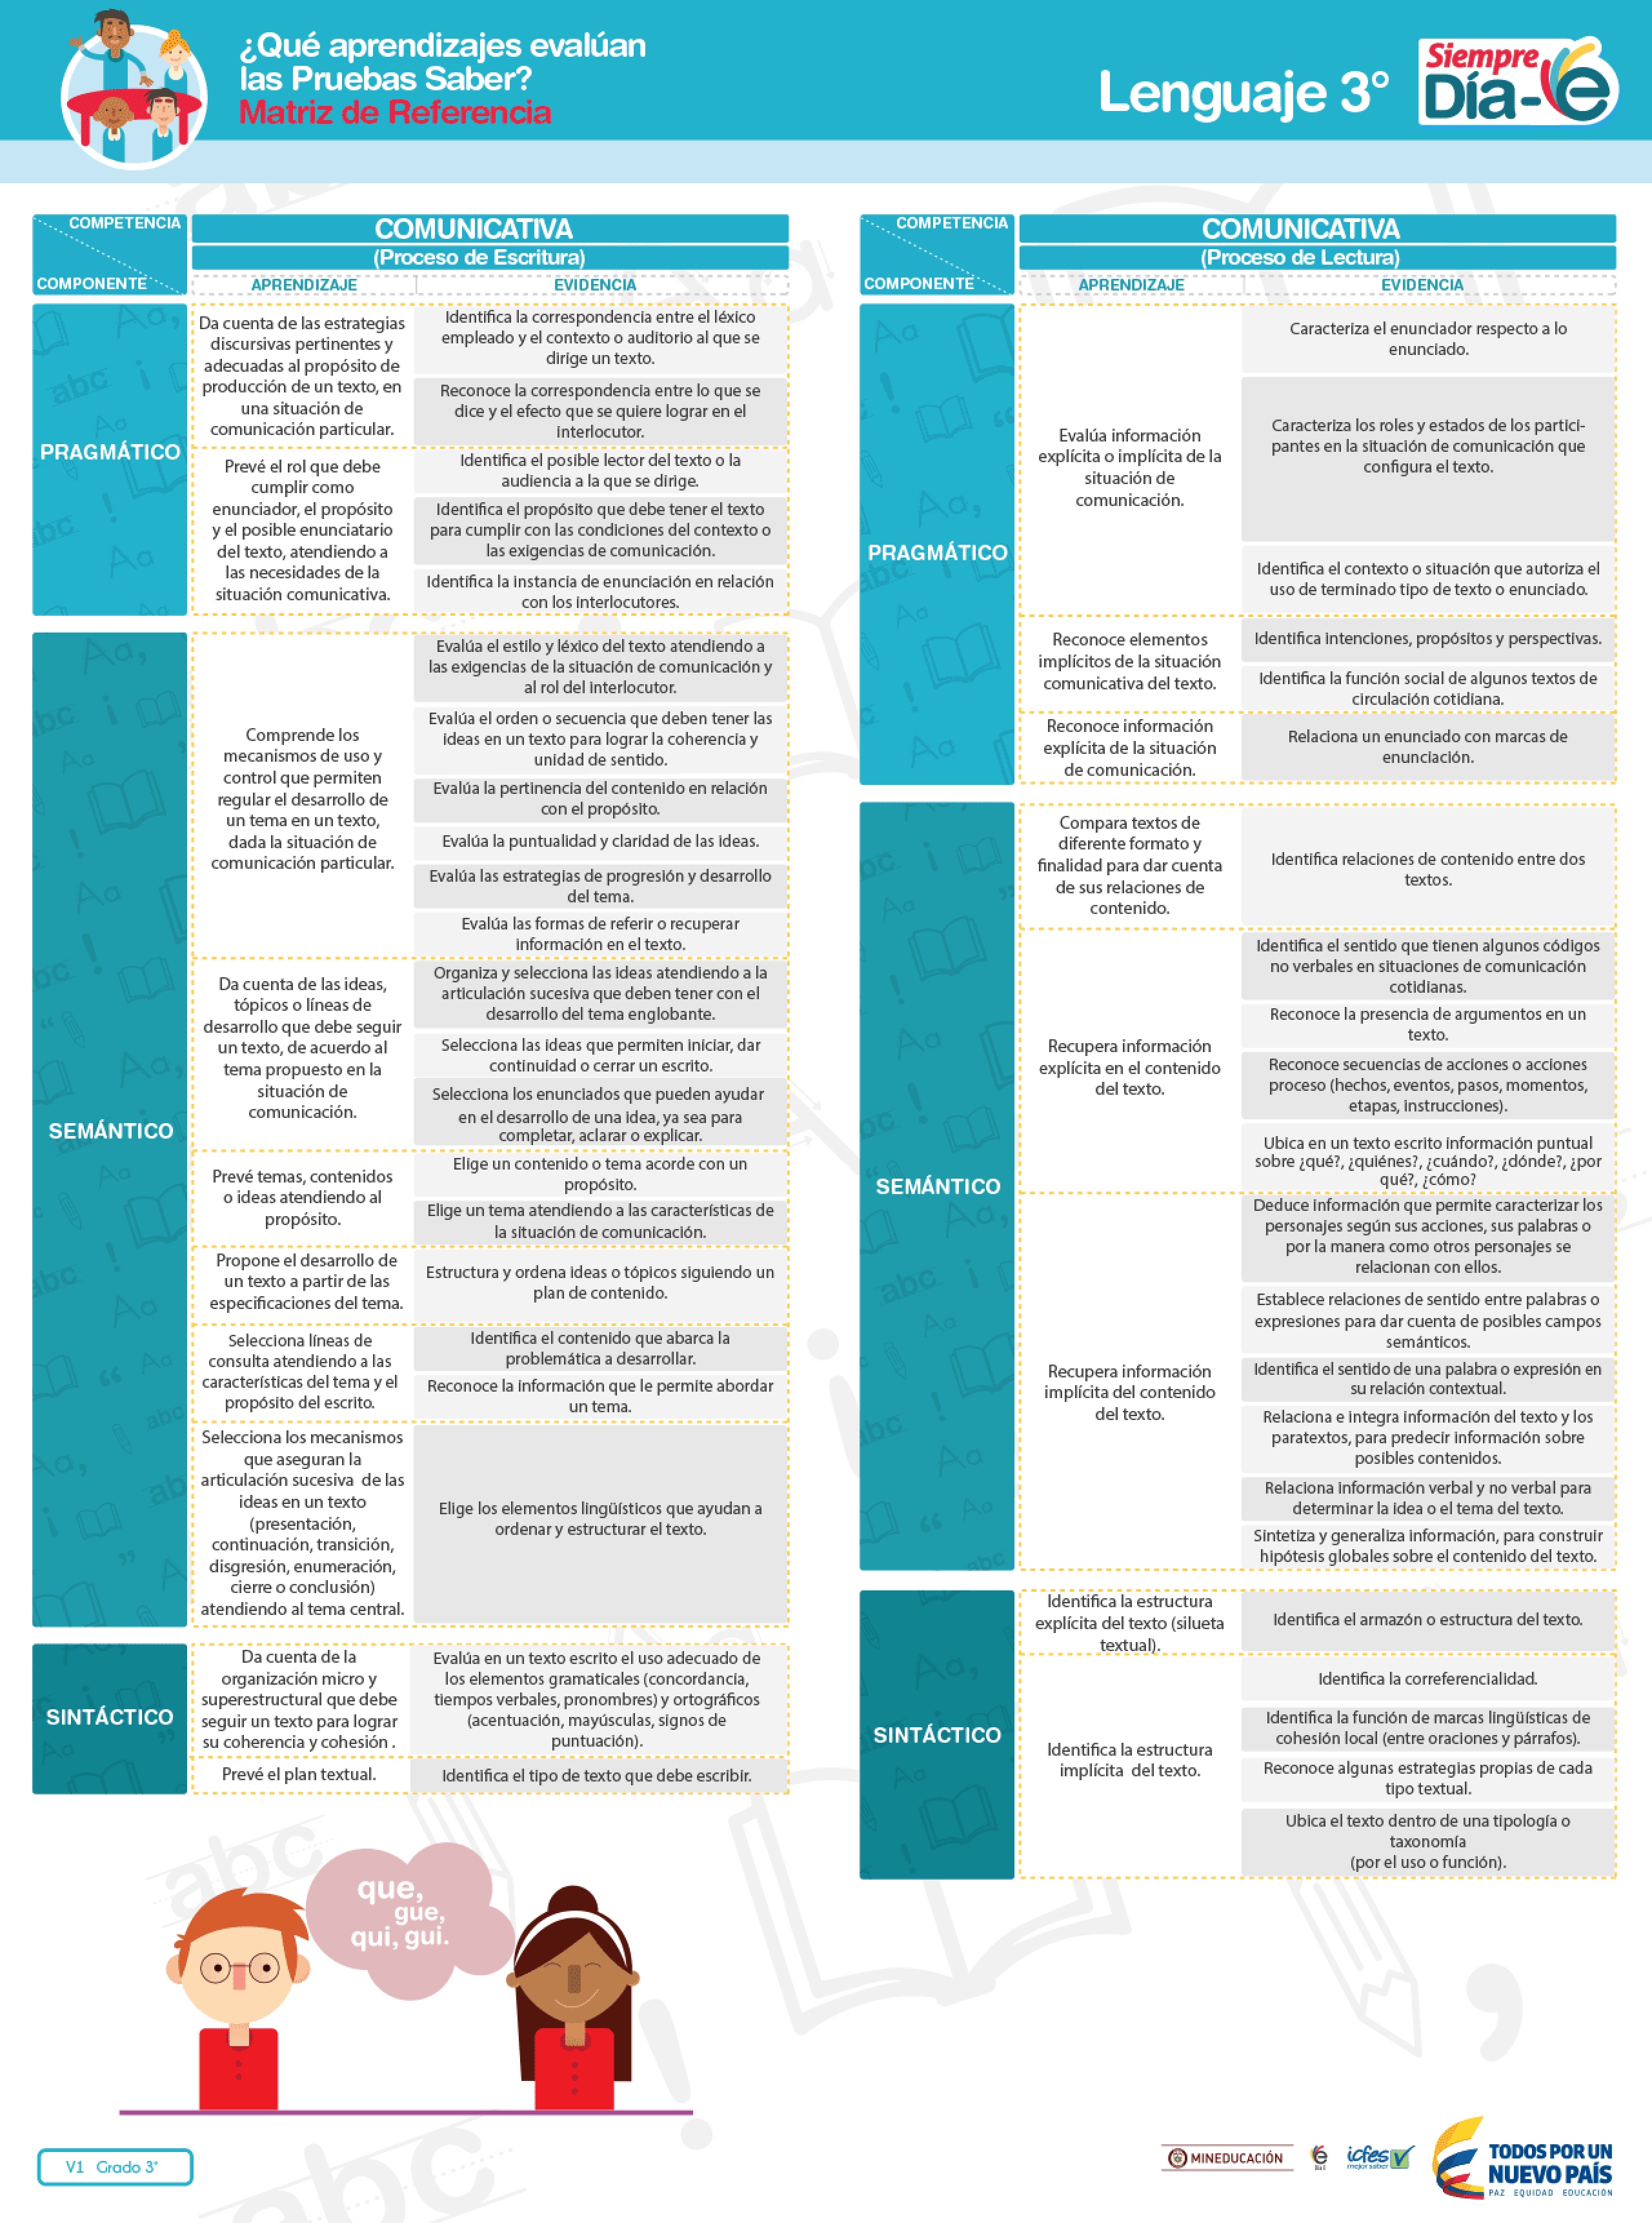 ¿Qué aprendizajes evalúan
las Pruebas Saber?
Matriz de Referencia
Lenguaje 3°
Siempre
Día-e
COMPETENCIA
COMPONENTE
COMUNICATIVA
(Proceso de Escritura)
APRENDIZAJE
EVIDENCIA
PRAGMÁTICO
Da cuenta de las estrategias
discursivas pertinentes y
adecuadas al propósito de
producción de un texto, en
una situación de
comunicación particular.
Identifica la correspondencia entre el léxico
empleado y el contexto o auditorio al que se
dirige un texto.
Reconoce la correspondencia entre lo que se
dice y el efecto que se quiere lograr en el
interlocutor.
Prevé el rol que debe
cumplir como
enunciador, el propósito
y el posible enunciatario
del texto, atendiendo a
las necesidades de la
situación comunicativa.
Identifica el posible lector del texto o la
audiencia a la que se dirige.
Identifica el propósito que debe tener el texto
para cumplir con las condiciones del contexto o
las exigencias de comunicación.
Identifica la instancia de enunciación en relación
con los interlocutores.
SEMÁNTICO
Comprende los
mecanismos de uso y
control que permiten
regular el desarrollo de
un tema en un texto,
dada la situación de
comunicación particular.
Evalúa el estilo y léxico del texto atendiendo a
las exigencias de la situación de comunicación y
al rol del interlocutor.
Evalúa el orden o secuencia que deben tener las
ideas en un texto para lograr la coherencia y
unidad de sentido.
Evalúa la pertinencia del contenido en relación
con el propósito.
Evalúa la puntualidad y claridad de las ideas.
Evalúa las estrategias de progresión y desarrollo
del tema.
Evalúa las formas de referir o recuperar
información en el texto.
Da cuenta de las ideas,
tópicos o líneas de
desarrollo que debe seguir
un texto, de acuerdo al
tema propuesto en la
situación de
comunicación.
Organiza y selecciona las ideas atendiendo a la
articulación sucesiva que deben tener con el
desarrollo del tema englobante.
Selecciona las ideas que permiten iniciar, dar
continuidad o cerrar un escrito.
Selecciona los enunciados que pueden ayudar
en el desarrollo de una idea, ya sea para
completar, aclarar o explicar.
Prevé temas, contenidos
o ideas atendiendo al
propósito.
Elige un contenido o tema acorde con un
propósito.
Elige un tema atendiendo a las características de
la situación de comunicación.
Propone el desarrollo de
un texto a partir de las
especificaciones del tema.
Estructura y ordena ideas o tópicos siguiendo un
plan de contenido.
Selecciona líneas de
consulta atendiendo a las
características del tema y el
propósito del escrito.
Identifica el contenido que abarca la
problemática a desarrollar.
Reconoce la información que le permite abordar
un tema.
Selecciona los mecanismos
que aseguran la
articulación sucesiva de las
ideas en un texto
(presentación,
continuación, transición,
disgresión, enumeración,
cierre o conclusión)
atendiendo al tema central.
Elige los elementos lingüísticos que ayudan a
ordenar y estructurar el texto.
SINTÁCTICO
Da cuenta de la
organización micro y
superestructural que debe
seguir un texto para lograr
su coherencia y cohesión .
Evalúa en un texto escrito el uso adecuado de
los elementos gramaticales (concordancia,
tiempos verbales, pronombres) y ortográficos
(acentuación, mayúsculas, signos de
puntuación).
Prevé el plan textual.
Identifica el tipo de texto que debe escribir.
COMPETENCIA
COMPONENTE
COMUNICATIVA
(Proceso de Lectura)
APRENDIZAJE
EVIDENCIA
PRAGMÁTICO
Evalúa información
explícita o implícita de la
situación de
comunicación.
Caracteriza el enunciador respecto a lo
enunciado.
Caracteriza los roles y estados de los partici-
pantes en la situación de comunicación que
configura el texto.
Identifica el contexto o situación que autoriza el
uso de terminado tipo de texto o enunciado.
Reconoce elementos
implícitos de la situación
comunicativa del texto.
Identifica intenciones, propósitos y perspectivas.
Identifica la función social de algunos textos de
circulación cotidiana.
Reconoce información
explícita de la situación
de comunicación.
Relaciona un enunciado con marcas de
enunciación.
SEMÁNTICO
Compara textos de
diferente formato y
finalidad para dar cuenta
de sus relaciones de
contenido.
Identifica relaciones de contenido entre dos
textos.
Recupera información
explícita en el contenido
del texto.
Identifica el sentido que tienen algunos códigos
no verbales en situaciones de comunicación
cotidianas.
Reconoce la presencia de argumentos en un
texto.
Reconoce secuencias de acciones o acciones
proceso (hechos, eventos, pasos, momentos,
etapas, instrucciones).
Ubica en un texto escrito información puntual
sobre ¿qué?, ¿quiénes?, ¿cuándo?, ¿dónde?, ¿por
qué?, ¿cómo?
Recupera información
implícita del contenido
del texto.
Deduce información que permite caracterizar los
personajes según sus acciones, sus palabras o
por la manera como otros personajes se
relacionan con ellos.
Establece relaciones de sentido entre palabras o
expresiones para dar cuenta de posibles campos
semánticos.
Identifica el sentido de una palabra o expresión en
su relación contextual.
Relaciona e integra información del texto y los
paratextos, para predecir información sobre
posibles contenidos.
Relaciona información verbal y no verbal para
determinar la idea o el tema del texto.
Sintetiza y generaliza información, para construir
hipótesis globales sobre el contenido del texto.
SINTÁCTICO
Identifica la estructura
explícita del texto (silueta
textual).
Identifica el armazón o estructura del texto.
Identifica la estructura
implícita del texto.
Identifica la correferencialidad.
Identifica la función de marcas lingüísticas de
cohesión local (entre oraciones y párrafos).
Reconoce algunas estrategias propias de cada
tipo textual.
Ubica el texto dentro de una tipología o
taxonomía
(por el uso o función).
que,
gue,
qui, gui.
V1 Grado 3°
MINEDUCACIÓN
icfes
mejor saber
TODOS POR UN
NUEVO PAÍS
PAZ EQUIDAD EDUCACIÓN